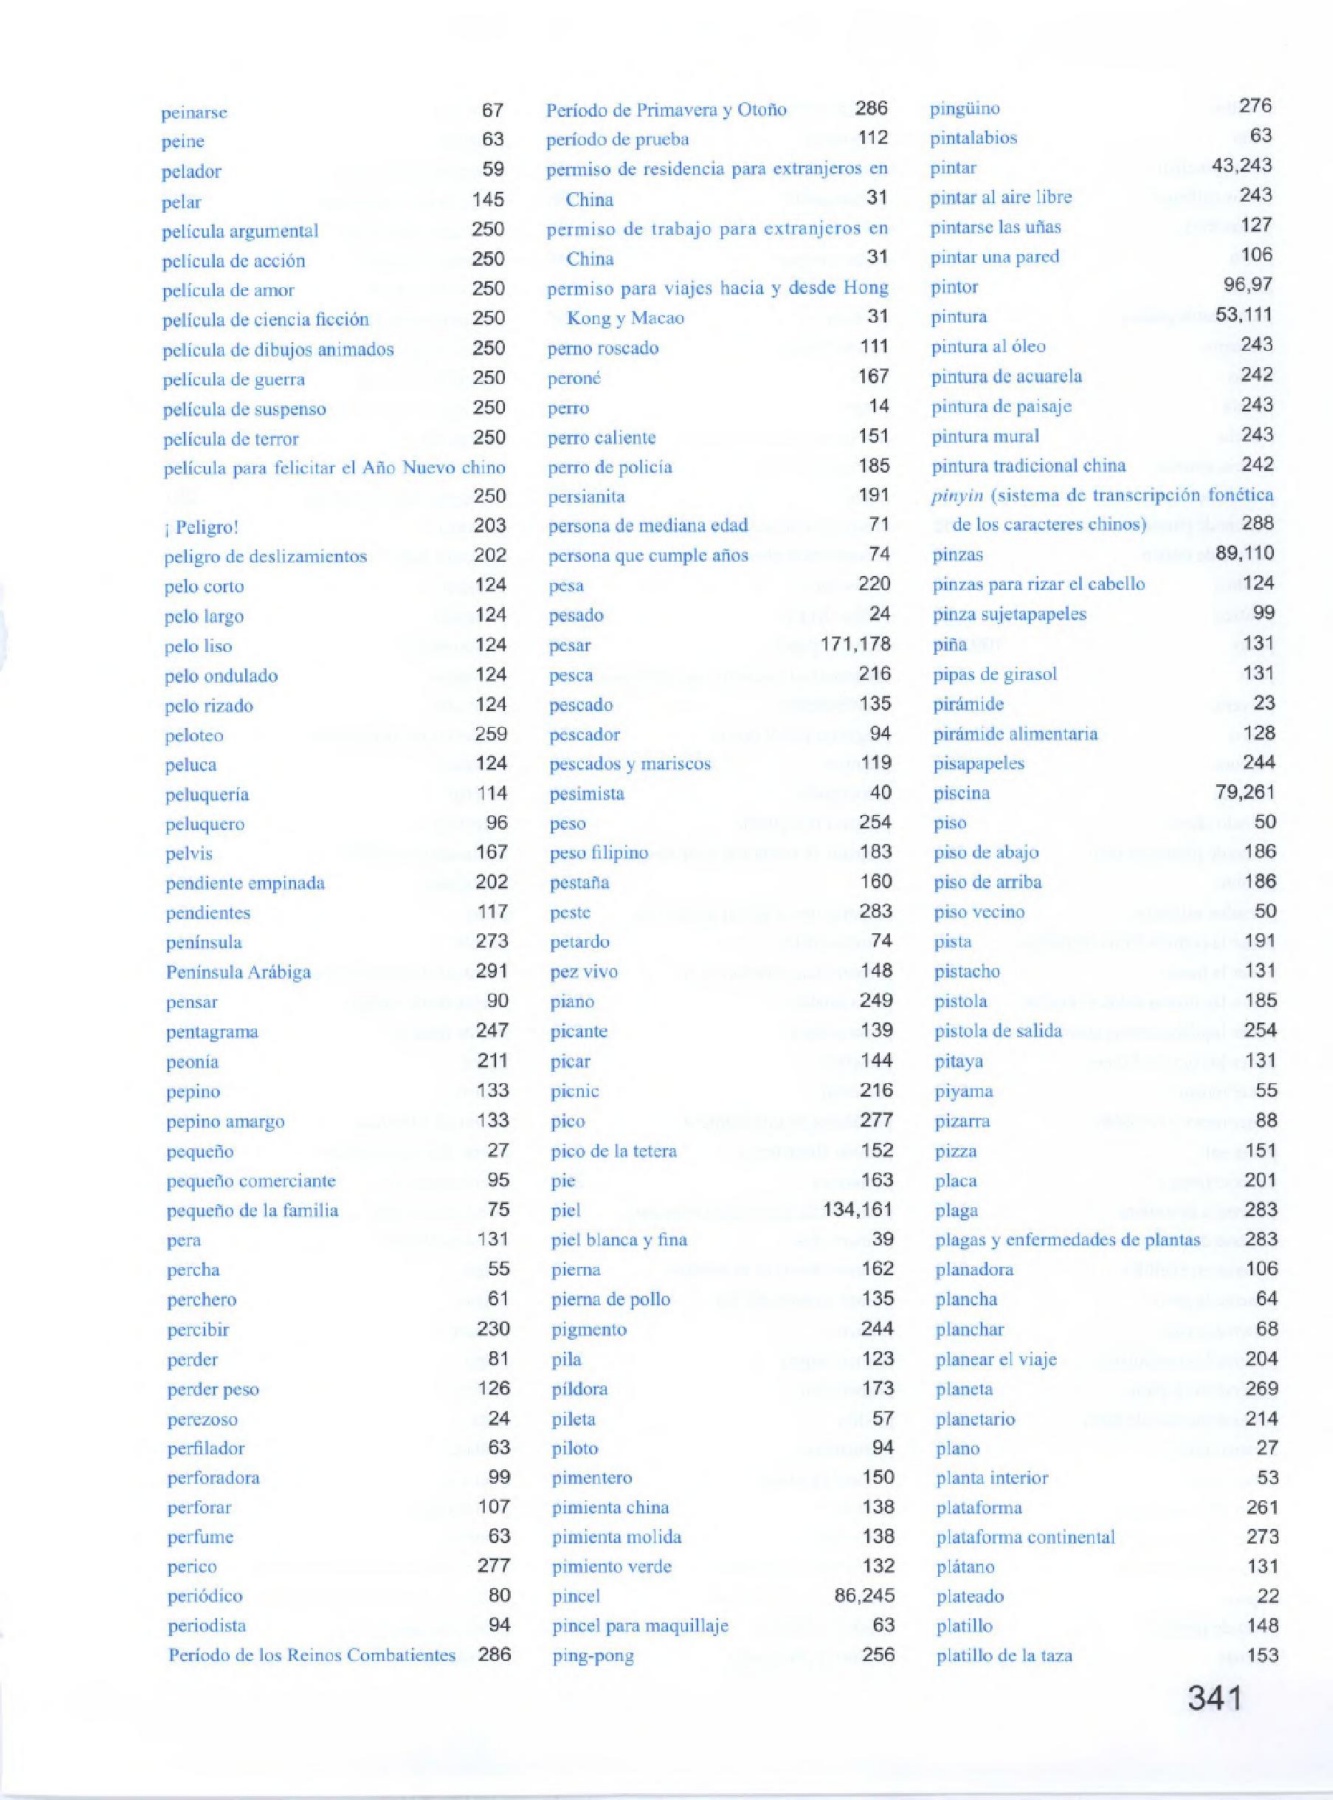 peinarse 67
peine 63
pelador 59
pelar 145
película argumental 250
película de acción 250
película de amor 250
película de ciencia ficción 250
película de dibujos animados 250
película de guerra 250
película de suspenso 250
película de terror 250
película para felicitar el Año Nuevo chino
250
¡ Peligro! 203
peligro de deslizamientos 202
pelo corto 124
pelo largo 124
pelo liso 124
pelo ondulado 124
pelo rizado 124
peloteo 259
peluca 124
peluquería 114
peluquero 96
pelvis 167
pendiente empinada 202
pendientes 117
península 273
Península Arábiga 291
pensar 90
pentagrama 247
peonía 211
pepino 133
pepino amargo 133
pequeño 27
pequeño comerciante 95
pequeño de la familia 75
pera 131
percha 55
perchero 61
percibir 230
perder 81
perder peso 126
perezoso 24
perfilador 63
perforadora 99
perforar 107
perfume 63
perico 277
periódico 80
periodista 94
Período de los Reinos Combatientes 286
Período de Primavera y Otoño 286
período de prueba 112
permiso de residencia para extranjeros en
China 31
permiso de trabajo para extranjeros en
China 31
permiso para viajes hacia y desde Hong
Kong y Macao 31
perno roscado 111
peroné 167
perro 14
perro caliente 151
perro de policía 185
persianita 191
persona de mediana edad 71
persona que cumple años 74
pesa 220
pesado 24
pesar 171,178
pesca 216
pescado 135
pescador 94
pescados y mariscos 119
pesimista 40
peso 254
peso filipino 183
pestaña 160
peste 283
petardo 74
pez vivo 148
piano 249
picante 139
picar 144
picnic 216
pico 277
pico de la tetera 152
pie 163
piel 134,161
piel blanca y fina 39
pierna 162
pierna de pollo 135
pigmento 244
pila 123
píldora 173
pileta 57
piloto 94
pimentero 150
pimienta china 138
pimienta molida 138
pimiento verde 132
pincel 86,245
pincel para maquillaje 63
ping-pong 256
pingüino 276
pintalabios 63
pintar 43,243
pintar al aire libre 243
pintarse las uñas 127
pintar una pared 106
pintor 96,97
pintura 53,111
pintura al óleo 243
pintura de acuarela 242
pintura de paisaje 243
pintura mural 243
pintura tradicional china 242
pinyin (sistema de transcripción fonética
de los caracteres chinos) 288
pinzas 89,110
pinzas para rizar el cabello 124
pinza sujetapapeles 99
piña 131
pipas de girasol 131
pirámide 23
pirámide alimentaria 128
pisapapeles 244
piscina 79,261
piso 50
piso de abajo 186
piso de arriba 186
piso vecino 50
pista 191
pistacho 131
pistola 185
pistola de salida 254
pitaya 131
piyama 55
pizarra 88
pizza 151
placa 201
plaga 283
plagas y enfermedades de plantas 283
planadora 106
plancha 64
planchar 68
planear el viaje 204
planeta 269
planetario 214
plano 27
planta interior 53
plataforma 261
plataforma continental 273
plátano 131
plateado 22
platillo 148
platillo de la taza 153
341